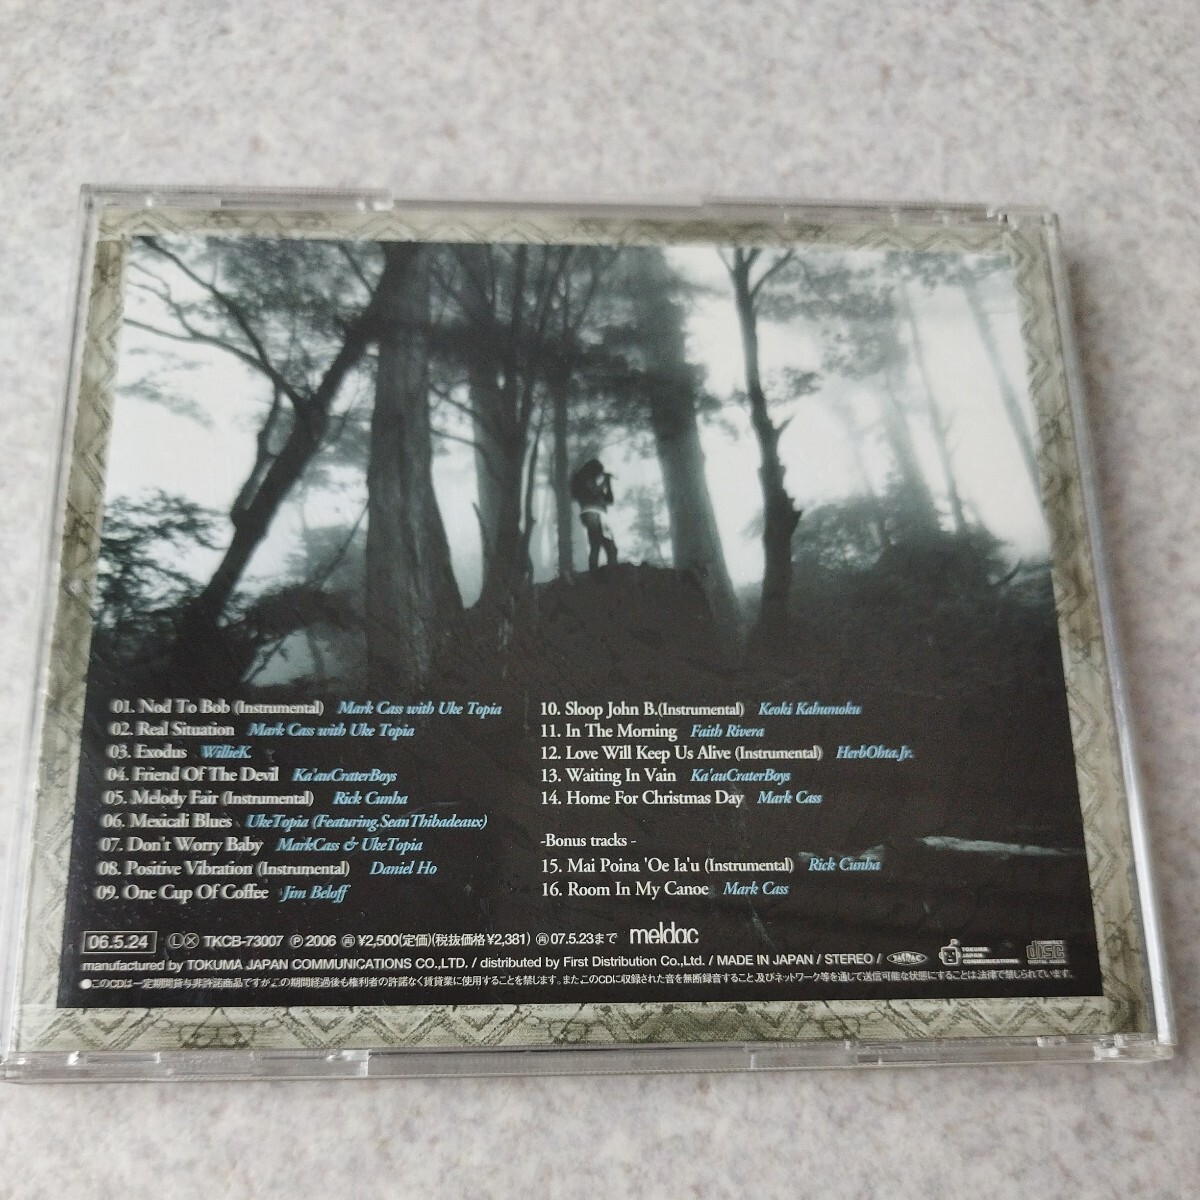 01. Nod To Bob (Instrumental) Mark Cass with Uke Topia
02. Real Situation Mark Cass with Uke Topia
03. Exodus WillieK.
04. Friend Of The Devil Ka'auCraterBoys
05. Melody Fair (Instrumental) Rick Cunha
06. Mexicali Blues UkeTopia (Featuring.SeanThibadeaux)
07. Don't Worry Baby MarkCass & UkeTopia
08. Positive Vibration (Instrumental) Daniel Ho
09. One Cup Of Coffee Jim Beloff
10. Sloop John B.(Instrumental) Keoki Kahumoku
11. In The Morning Faith Rivera
12. Love Will Keep Us Alive (Instrumental) HerbOhta.Jr.
13. Waiting In Vain Ka'auCraterBoys
14. Home For Christmas Day Mark Cass
-Bonus tracks -
15. Mai Poina 'Oe Ia'u (Instrumental) Rick Cunha
16. Room In My Canoe Mark Cass
06.5.24 Ⓛ Ⓧ TKCB-73007 Ⓟ 2006 ㊢ ¥2,500(定価)(税抜価格¥2,381) ㊢ 07.5.23まで meldac
manufactured by TOKUMA JAPAN COMMUNICATIONS CO.,LTD. / distributed by First Distribution Co.,Ltd. / MADE IN JAPAN / STEREO / JASRAC TOKUMA JAPAN COMMUNICATIONS COMPACT disc DIGITAL AUDIO
●このCDは一定期間貸与非許諾商品ですが、この期間経過後も権利者の許諾なく賃貸業に使用することを禁じます。またこのCDに収録された音を無断録音すること、及びネットワーク等を通して送信可能な状態にすることは法律で禁じられています。